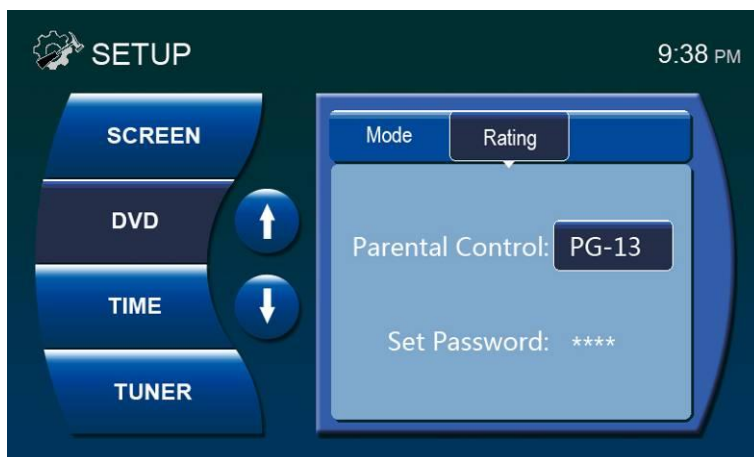 SETUP
9:38 PM
SCREEN
DVD
TIME
TUNER
Mode
Rating
Parental Control: PG-13
Set Password: ****